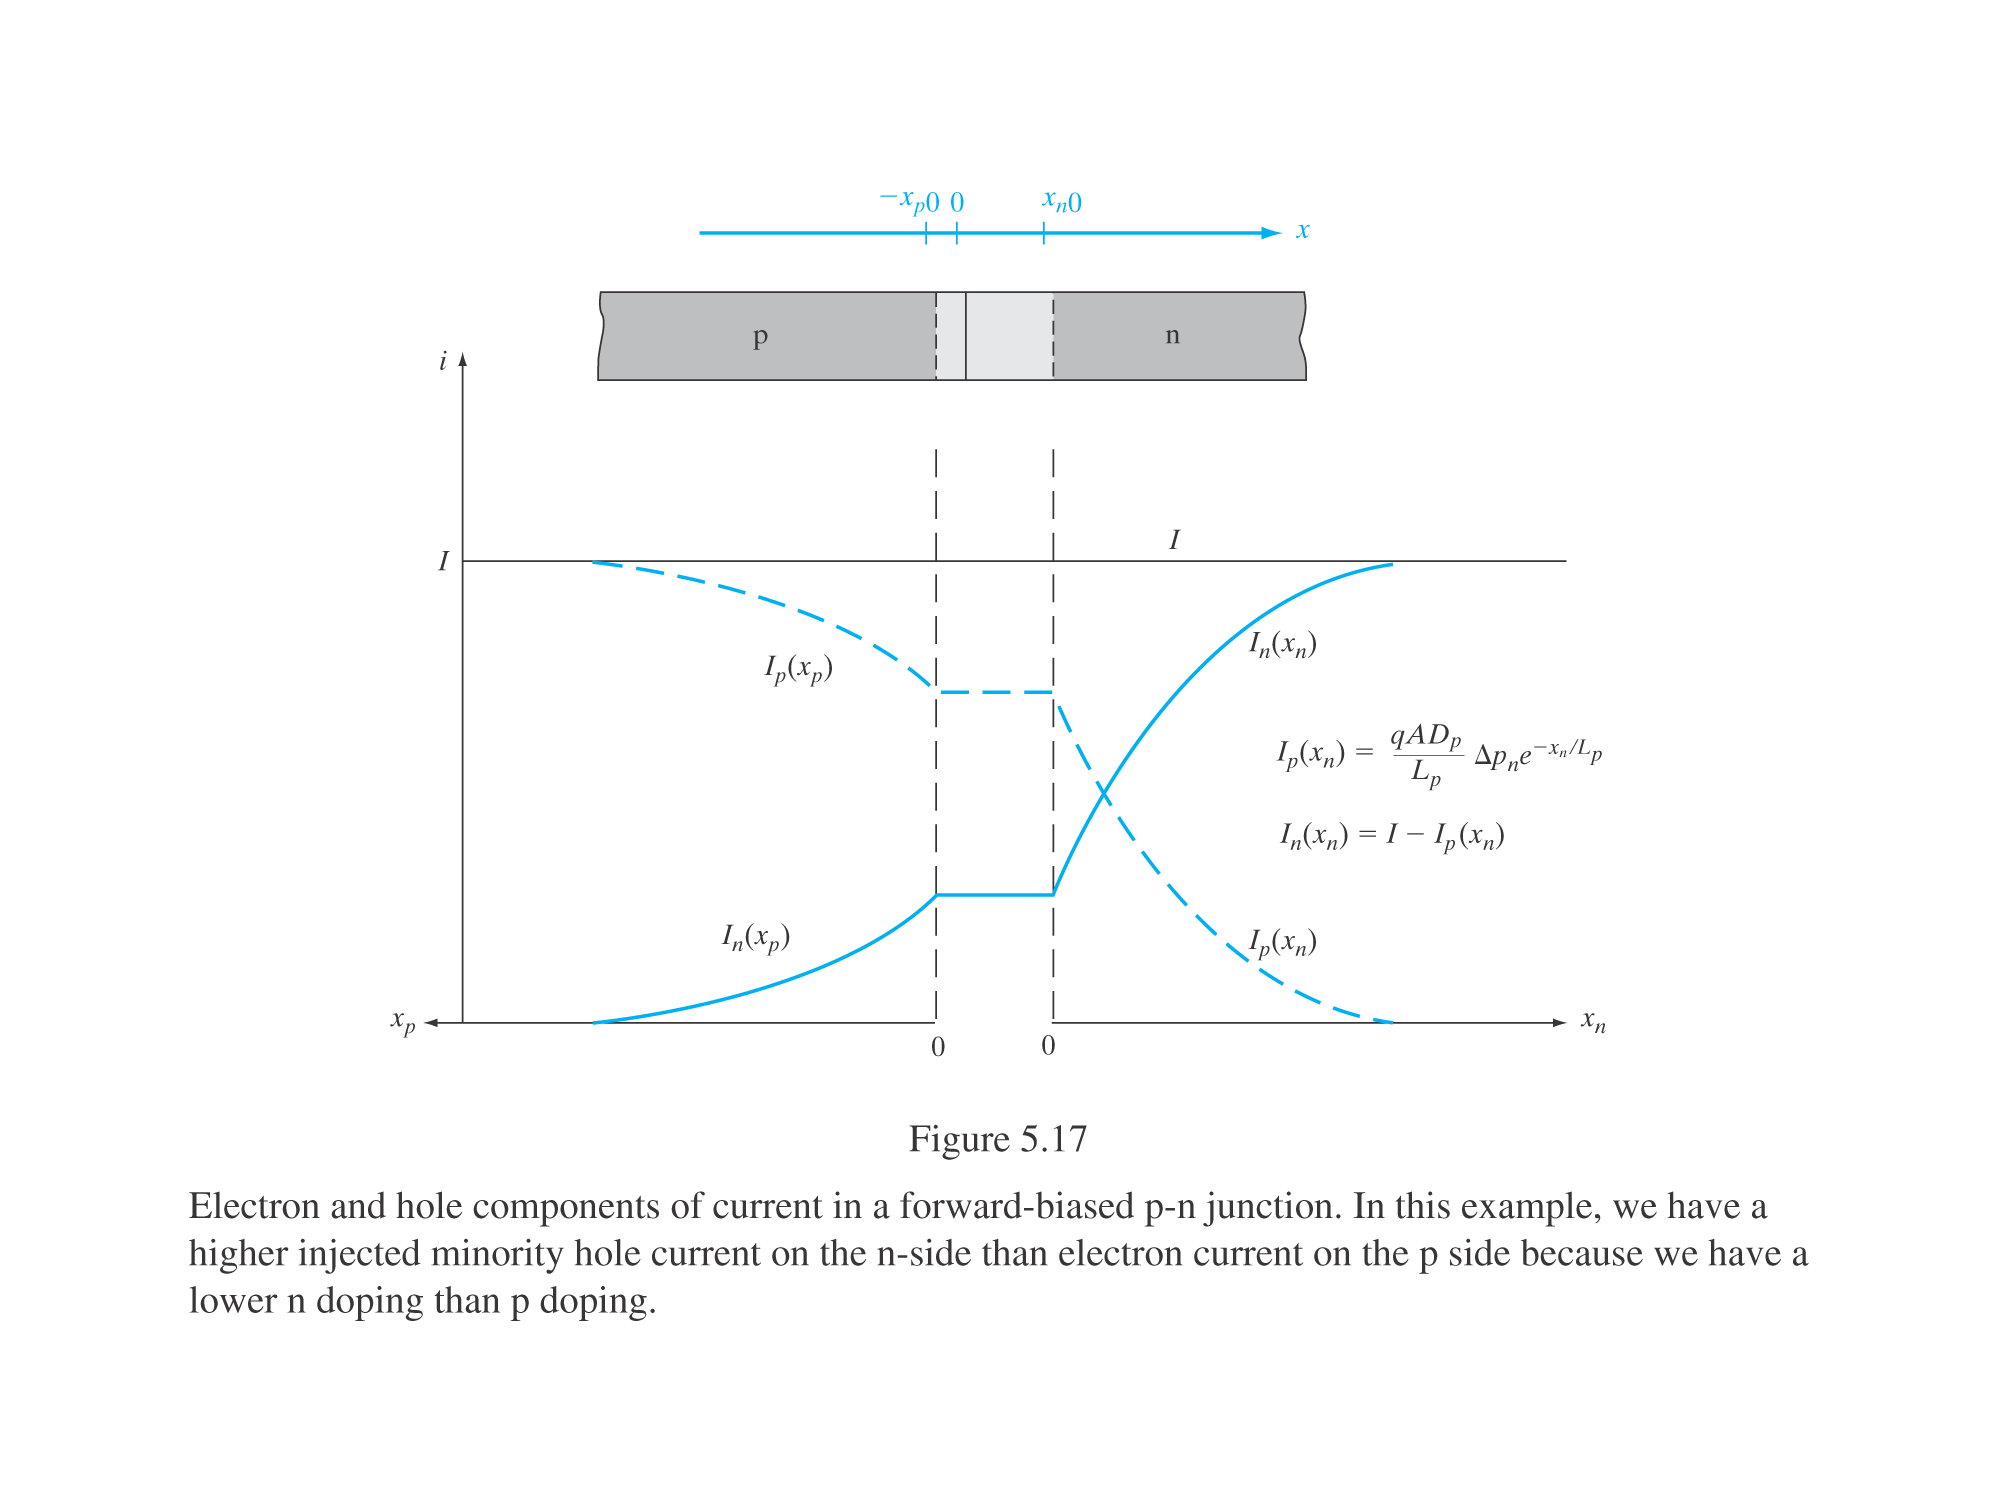 −xp0 0 xn0
x
p n
i
I
I
In(xn)
Ip(xp)
Ip(xn) = qADp/Lp Δpne−xn/Lp
In(xn) = I − Ip(xn)
In(xp)
Ip(xn)
xp
xn
0 0
Figure 5.17
Electron and hole components of current in a forward-biased p-n junction. In this example, we have a
higher injected minority hole current on the n-side than electron current on the p side because we have a
lower n doping than p doping.